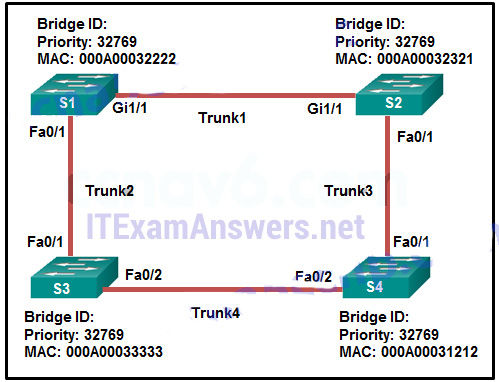 Bridge ID:
Priority: 32769
MAC: 000A00032222
Bridge ID:
Priority: 32769
MAC: 000A00032321
S1
Gi1/1
Trunk1
Gi1/1
S2
Fa0/1
Fa0/1
Trunk2
Trunk3
ITExamAnswers.net
Fa0/1
Fa0/1
S3
Fa0/2
Fa0/2
S4
Trunk4
Bridge ID:
Priority: 32769
MAC: 000A00033333
Bridge ID:
Priority: 32769
MAC: 000A00031212